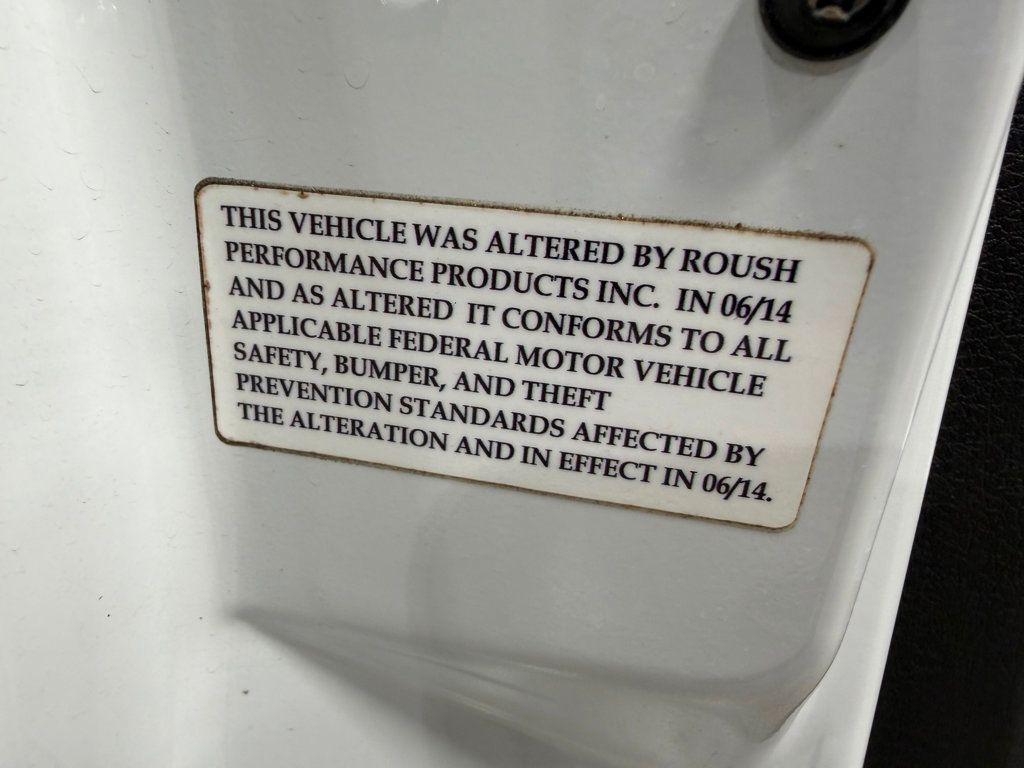 THIS VEHICLE WAS ALTERED BY ROUSH
PERFORMANCE PRODUCTS INC. IN 06/14
AND AS ALTERED IT CONFORMS TO ALL
APPLICABLE FEDERAL MOTOR VEHICLE
SAFETY, BUMPER, AND THEFT
PREVENTION STANDARDS AFFECTED BY
THE ALTERATION AND IN EFFECT IN 06/14.